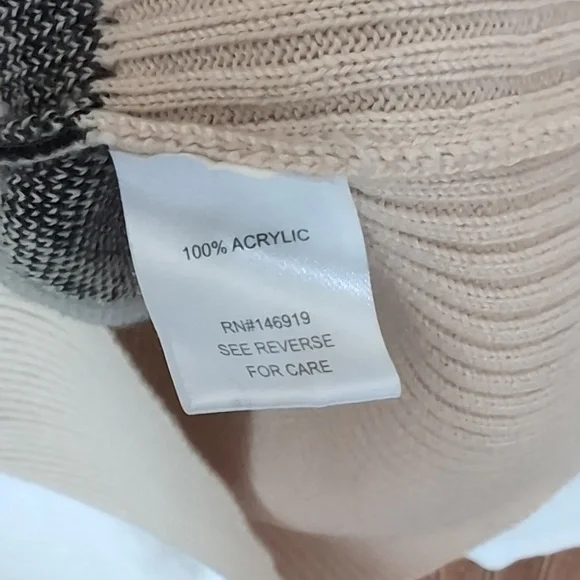 100% ACRYLIC
RN#146919
SEE REVERSE
FOR CARE